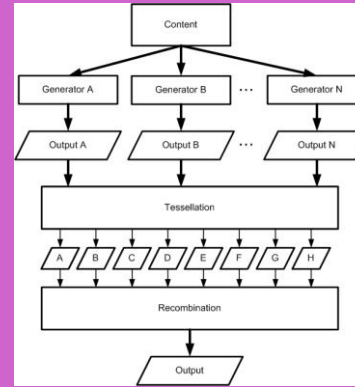 Content
Generator A Generator B ... Generator N
Output A Output B ... Output N
Tessellation
A B C D E F G H
Recombination
Output